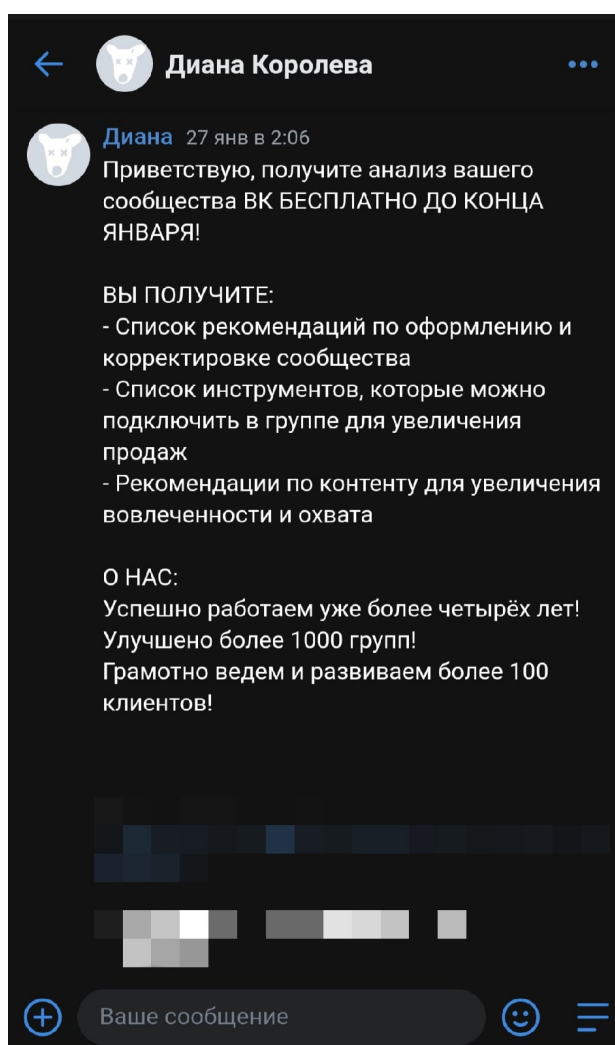 Диана Королева
Диана 27 янв в 2:06
Приветствую, получите анализ вашего
сообщества ВК БЕСПЛАТНО ДО КОНЦА
ЯНВАРЯ!
ВЫ ПОЛУЧИТЕ:
- Список рекомендаций по оформлению и
корректировке сообщества
- Список инструментов, которые можно
подключить в группе для увеличения
продаж
- Рекомендации по контенту для увеличения
вовлеченности и охвата
О НАС:
Успешно работаем уже более четырёх лет!
Улучшено более 1000 групп!
Грамотно ведем и развиваем более 100
клиентов!
Ваше сообщение